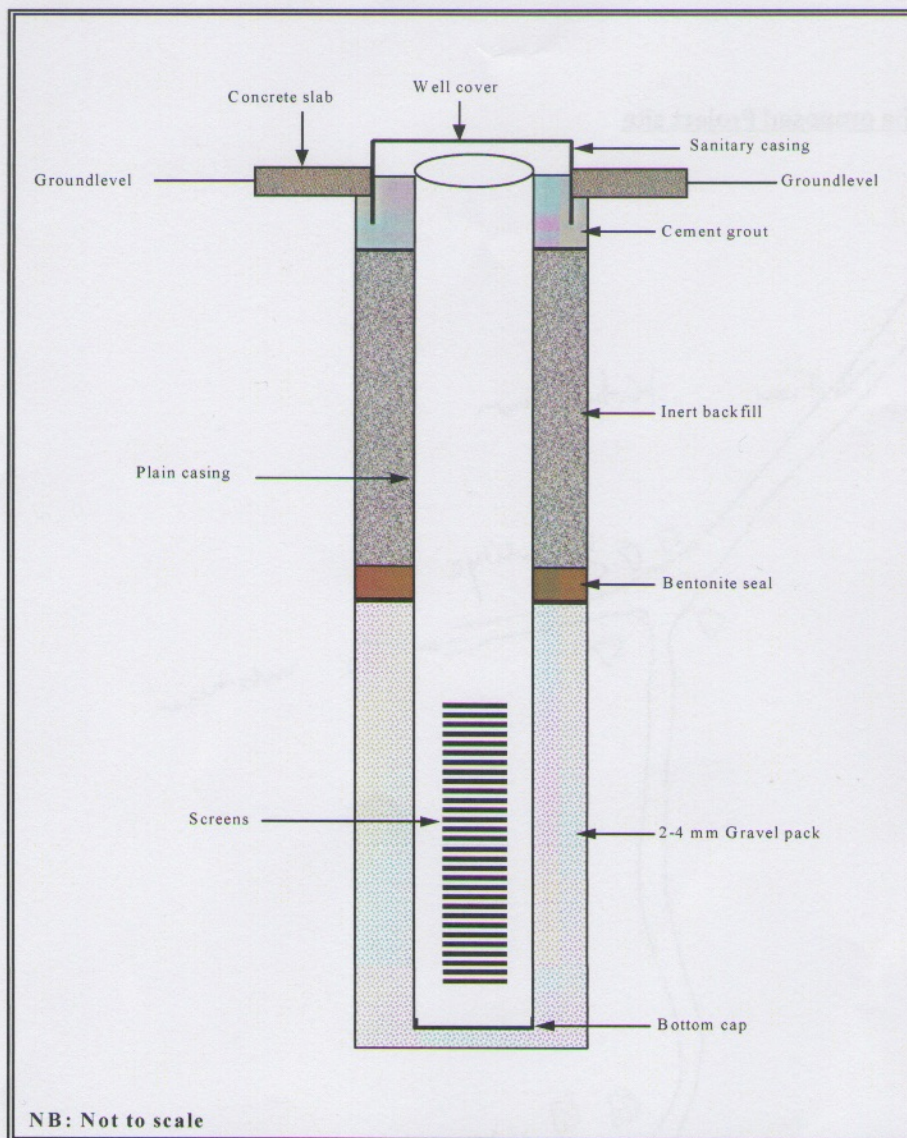 Well cover
Concrete slab
Sanitary casing
Groundlevel
Groundlevel
Cement grout
Inert backfill
Plain casing
Bentonite seal
Screens
2-4 mm Gravel pack
Bottom cap
NB: Not to scale